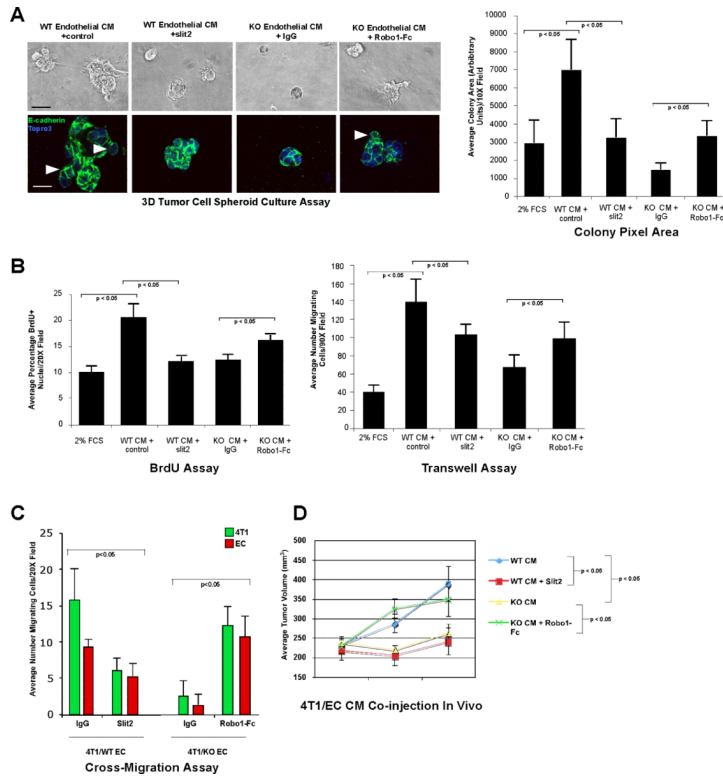 A
WT Endothelial CM
+control
WT Endothelial CM
+slit2
KO Endothelial CM
+ IgG
KO Endothelial CM
+ Robo1-Fc
E-cadherin
Topro3
3D Tumor Cell Spheroid Culture Assay
Average Colony Area (Arbibtrary
Units)/10X Field
10000
9000
8000
7000
6000
5000
4000
3000
2000
1000
0
p < 0.05
p < 0.05
p < 0.05
2% FCS
WT CM +
control
WT CM +
slit2
KO CM +
IgG
KO CM +
Robo1-Fc
Colony Pixel Area
B
Average Percentage BrdU+
Nuclei/20X Field
25
20
15
10
5
0
p < 0.05
p < 0.05
p < 0.05
2% FCS
WT CM +
control
WT CM +
slit2
KO CM +
IgG
KO CM +
Robo1-Fc
BrdU Assay
Average Number Migrating
Cells/90X Field
180
160
140
120
100
80
60
40
20
0
p < 0.05
p < 0.05
p < 0.05
2% FCS
WT CM +
control
WT CM +
slit2
KO CM +
IgG
KO CM +
Robo1-Fc
Transwell Assay
C
Average Number Migrating Cells/20X Field
25
20
15
10
5
0
4T1
EC
p<0.05
p<0.05
IgG
Slit2
IgG
Robo1-Fc
4T1/WT EC
4T1/KO EC
Cross-Migration Assay
D
Average Tumor Volume (mm3)
500
450
400
350
300
250
200
150
WT CM
WT CM + Slit2
KO CM
KO CM + Robo1-
Fc
p < 0.05
p < 0.05
p < 0.05
4T1/EC CM Co-injection In Vivo